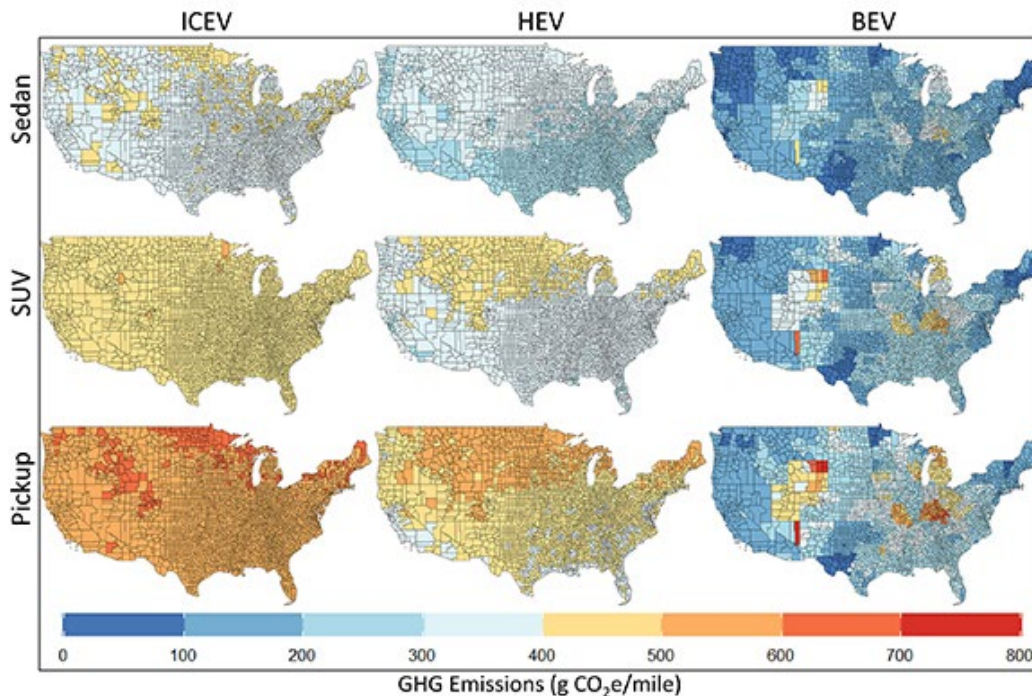 ICEV HEV BEV
Sedan
SUV
Pickup
0 100 200 300 400 500 600 700 800
GHG Emissions (g CO₂e/mile)